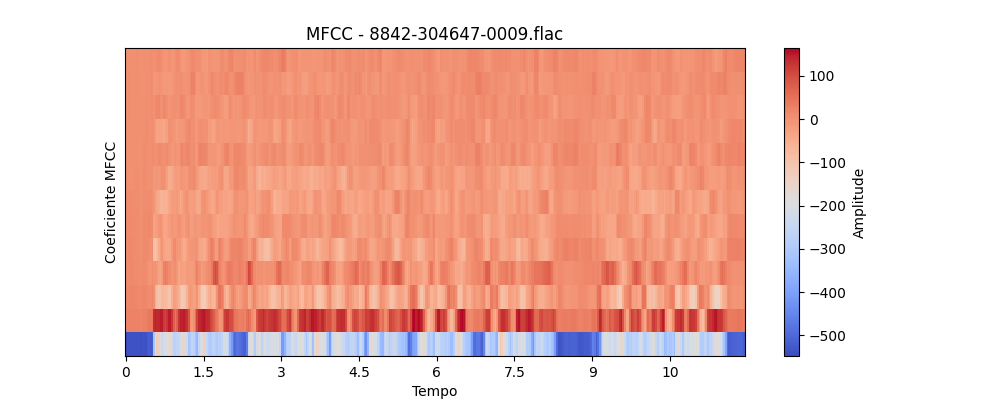 MFCC - 8842-304647-0009.flac
Coeficiente MFCC
0 1.5 3 4.5 6 7.5 9 10
Tempo
100
0
−100
−200
−300
−400
−500
Amplitude